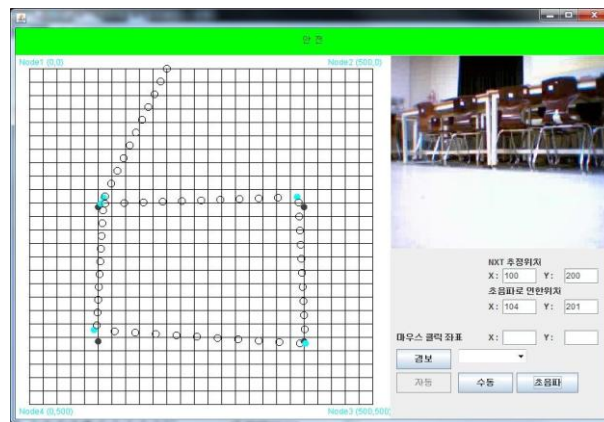 안 전
Node1 (0,0)
Node2 (500,0)
NXT 추정위치
X: 100 Y: 200
초음파로 연한위치
X: 104 Y: 201
마우스 클릭 좌표 X: Y:
경보
자동 수동 초음파
Node4 (0,500)
Node3 (500,500)